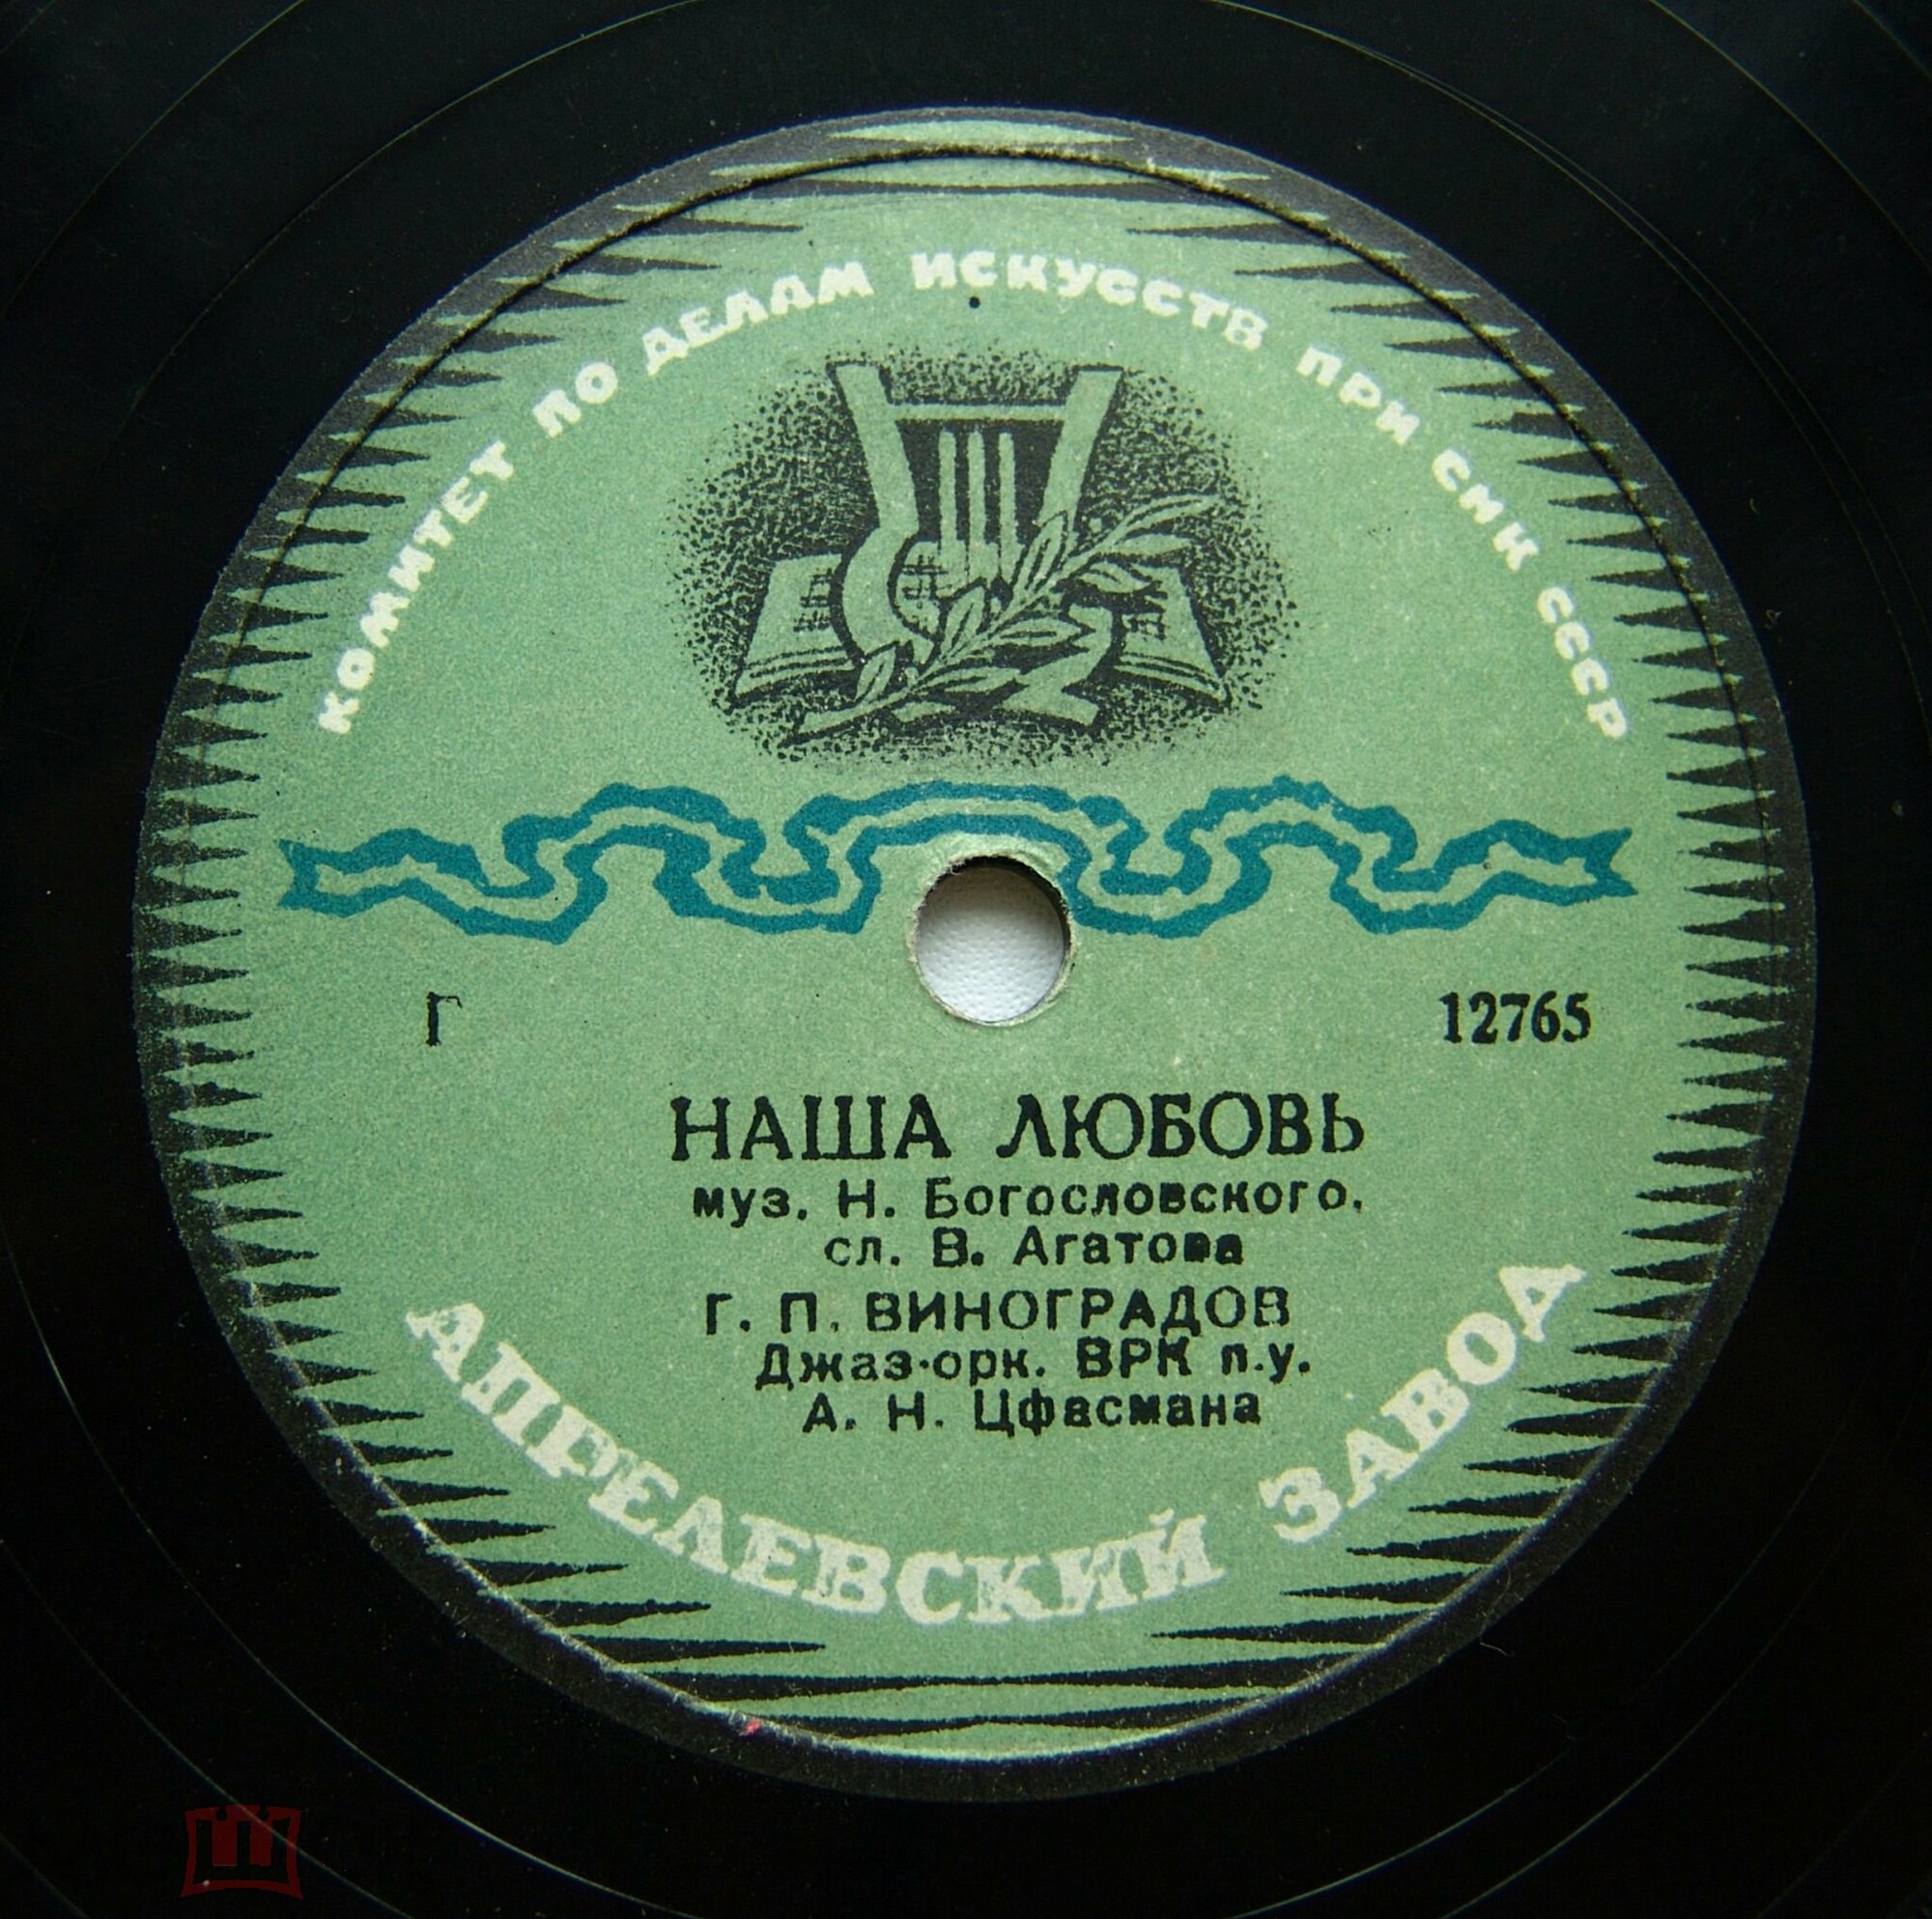 КОМИТЕТ ПО ДЕЛАМ ИСКУССТВ ПРИ СНК СССР
Г 12765
НАША ЛЮБОВЬ
муз. Н. Богословского,
сл. В. Агатова
Г. П. ВИНОГРАДОВ
Джаз-орк. ВРК п.у.
А. Н. Цфасмана
АПРЕЛЕВСКИЙ ЗАВОД